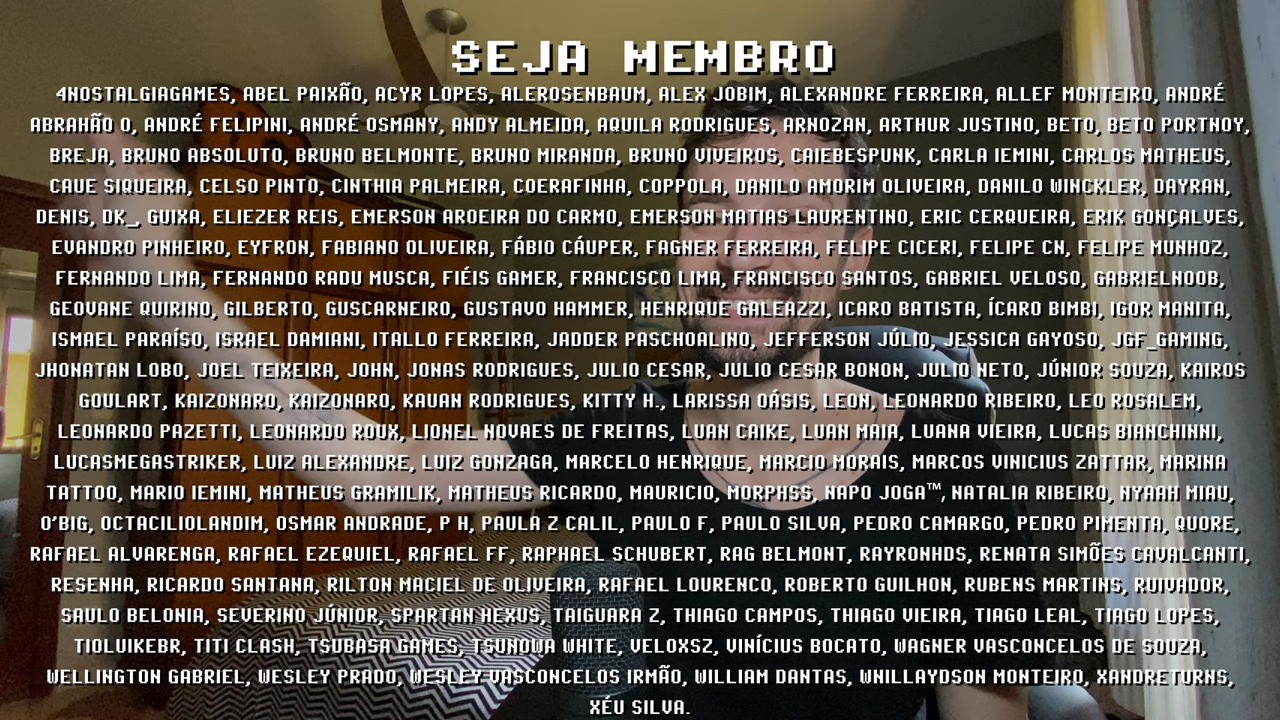 SEJA MEMBRO
4NOSTALGIAGAMES, ABEL PAIXÃO, ACYR LOPES, ALEROSENBAUM, ALEX JOBIM, ALEXANDRE FERREIRA, ALLEF MONTEIRO, ANDRÉ
ABRAHÃO O, ANDRÉ FELIPINI, ANDRÉ OSMANY, ANDY ALMEIDA, AQUILA RODRIGUES, ARNOZAN, ARTHUR JUSTINO, BETO, BETO PORTNOY,
BREJA, BRUNO ABSOLUTO, BRUNO BELMONTE, BRUNO MIRANDA, BRUNO VIVEIROS, CAIEBESPUNK, CARLA IEMINI, CARLOS MATHEUS,
CAUE SIQUEIRA, CELSO PINTO, CINTHIA PALMEIRA, COERAFINHA, COPPOLA, DANILO AMORIM OLIVEIRA, DANILO WINCKLER, DAYRAN,
DENIS, DK_, GUIXA, ELIEZER REIS, EMERSON AROEIRA DO CARMO, EMERSON MATIAS LAURENTINO, ERIC CERQUEIRA, ERIK GONÇALVES,
EVANDRO PINHEIRO, EYFRON, FABIANO OLIVEIRA, FÁBIO CÁUPER, FAGNER FERREIRA, FELIPE CICERI, FELIPE CN, FELIPE MUNHOZ,
FERNANDO LIMA, FERNANDO RADU MUSCA, FIÉIS GAMER, FRANCISCO LIMA, FRANCISCO SANTOS, GABRIEL VELOSO, GABRIELNOOB,
GEOVANE QUIRINO, GILBERTO, GUSCARNEIRO, GUSTAVO HAMMER, HENRIQUE GALEAZZI, ICARO BATISTA, ÍCARO BIMBI, IGOR MANITA,
ISMAEL PARAÍSO, ISRAEL DAMIANI, ITALLO FERREIRA, JADDER PASCHOALINO, JEFFERSON JÚLIO, JESSICA GAYOSO, JGF_GAMING,
JHONATAN LOBO, JOEL TEIXEIRA, JOHN, JONAS RODRIGUES, JULIO CESAR, JULIO CESAR BONON, JULIO NETO, JÚNIOR SOUZA, KAIROS
GOULART, KAIZONARO, KAIZONARO, KAUAN RODRIGUES, KITTY H., LARISSA OÁSIS, LEON, LEONARDO RIBEIRO, LEO ROSALEM,
LEONARDO PAZETTI, LEONARDO ROUX, LIONEL NOVAES DE FREITAS, LUAN CAIKE, LUAN MAIA, LUANA VIEIRA, LUCAS BIANCHINNI,
LUCASMEGASTRIKER, LUIZ ALEXANDRE, LUIZ GONZAGA, MARCELO HENRIQUE, MARCIO MORAIS, MARCOS VINICIUS ZATTAR, MARINA
TATTOO, MARIO IEMINI, MATHEUS GRAMILIK, MATHEUS RICARDO, MAURICIO, MORPHSS, NAPO JOGA™, NATALIA RIBEIRO, NYAAH MIAU,
O'BIG, OCTACILIOLANDIM, OSMAR ANDRADE, P H, PAULA Z CALIL, PAULO F, PAULO SILVA, PEDRO CAMARGO, PEDRO PIMENTA, QUORE,
RAFAEL ALVARENGA, RAFAEL EZEQUIEL, RAFAEL FF, RAPHAEL SCHUBERT, RAG BELMONT, RAYRONHDS, RENATA SIMÕES CAVALCANTI,
RESENHA, RICARDO SANTANA, RILTON MACIEL DE OLIVEIRA, RAFAEL LOURENCO, ROBERTO GUILHON, RUBENS MARTINS, RUIVADOR,
SAULO BELONIA, SEVERINO JÚNIOR, SPARTAN HEXUS, TAIGUARA Z, THIAGO CAMPOS, THIAGO VIEIRA, TIAGO LEAL, TIAGO LOPES,
TIOLUIKEBR, TITI CLASH, TSUBASA GAMES, TSUNOWA WHITE, VELOXSZ, VINÍCIUS BOCATO, WAGNER VASCONCELOS DE SOUZA,
WELLINGTON GABRIEL, WESLEY PRADO, WESLEY VASCONCELOS IRMÃO, WILLIAM DANTAS, WNILLAYDSON MONTEIRO, XANDRETURNS,
XÉU SILVA.